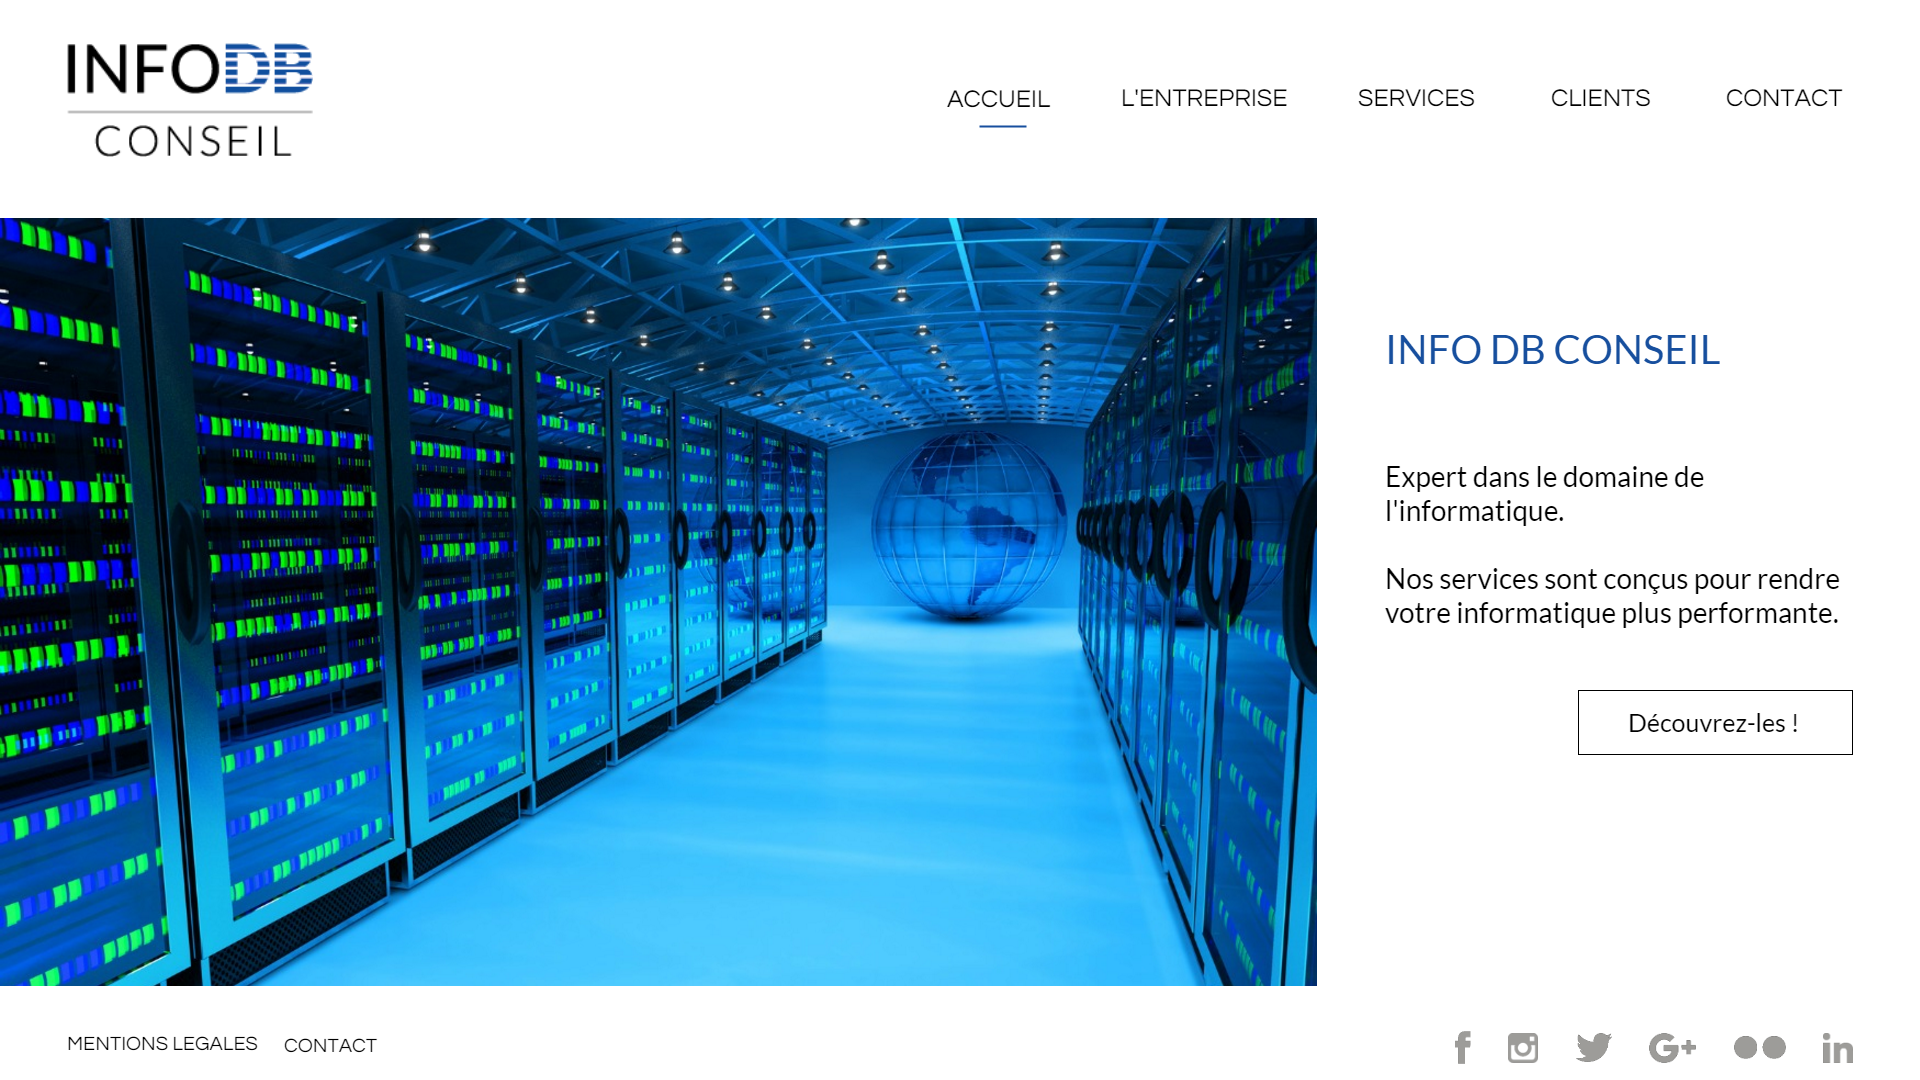 INFODB
CONSEIL
ACCUEIL
L'ENTREPRISE
SERVICES
CLIENTS
CONTACT
INFO DB CONSEIL
Expert dans le domaine de
l'informatique.
Nos services sont conçus pour rendre
votre informatique plus performante.
Découvrez-les !
MENTIONS LEGALES
CONTACT